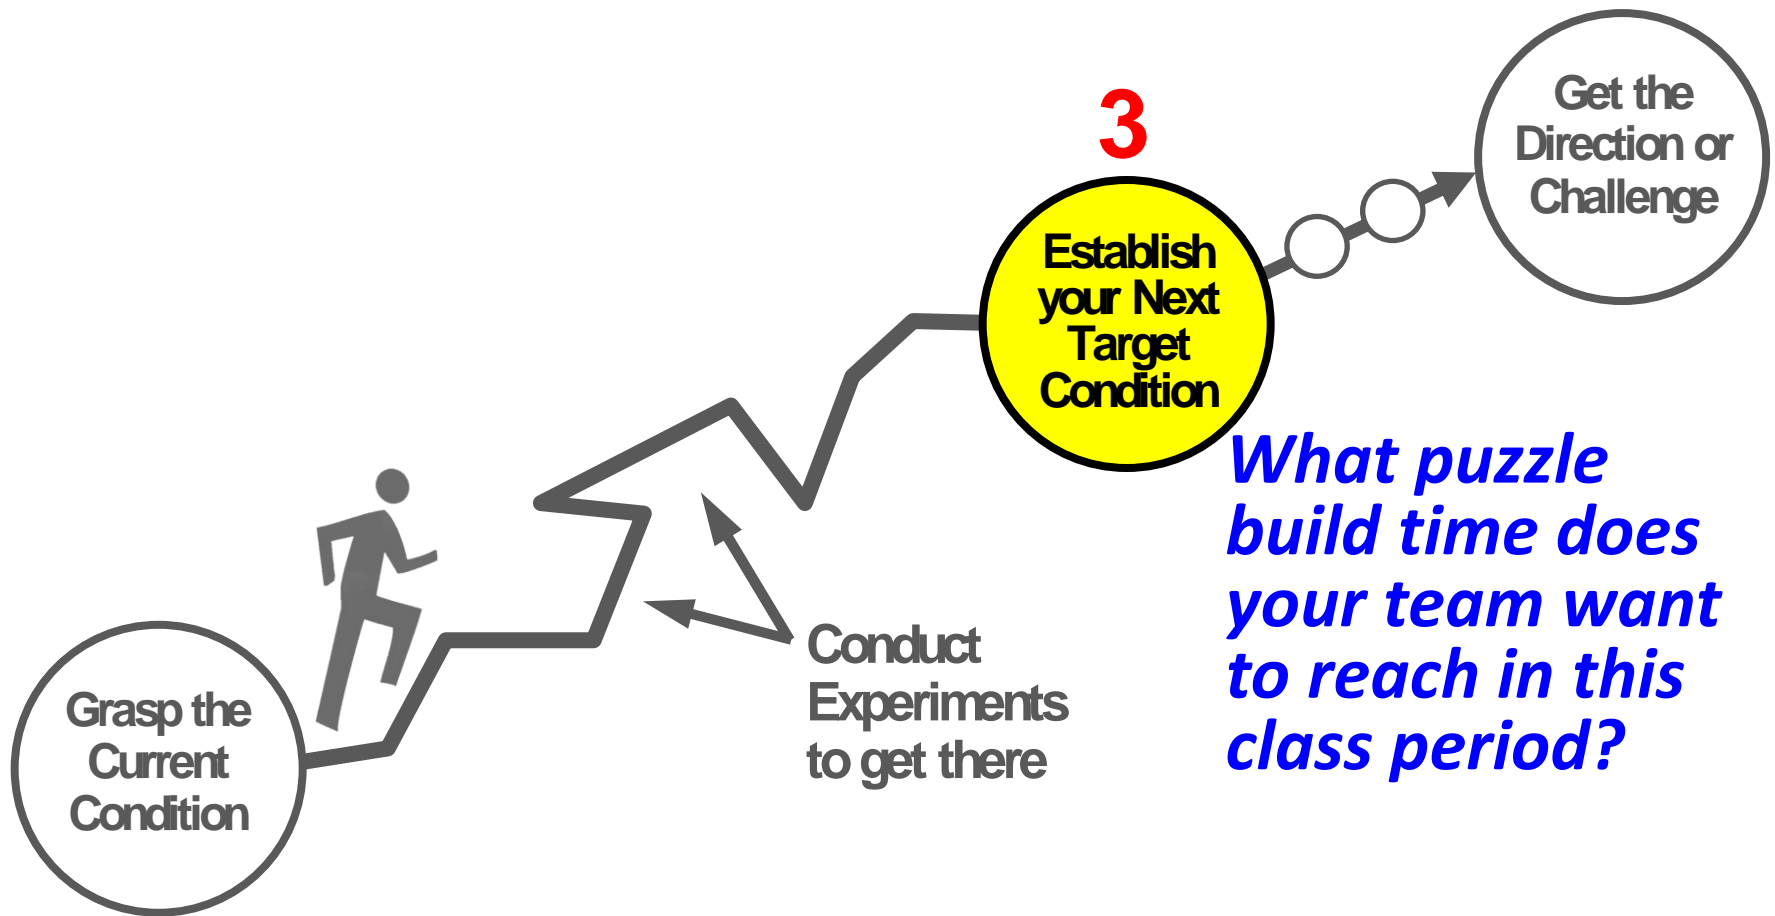 Get the
Direction or
Challenge
3
Establish
your Next
Target
Condition
What puzzle
build time does
your team want
to reach in this
class period?
Conduct
Experiments
to get there
Grasp the
Current
Condition